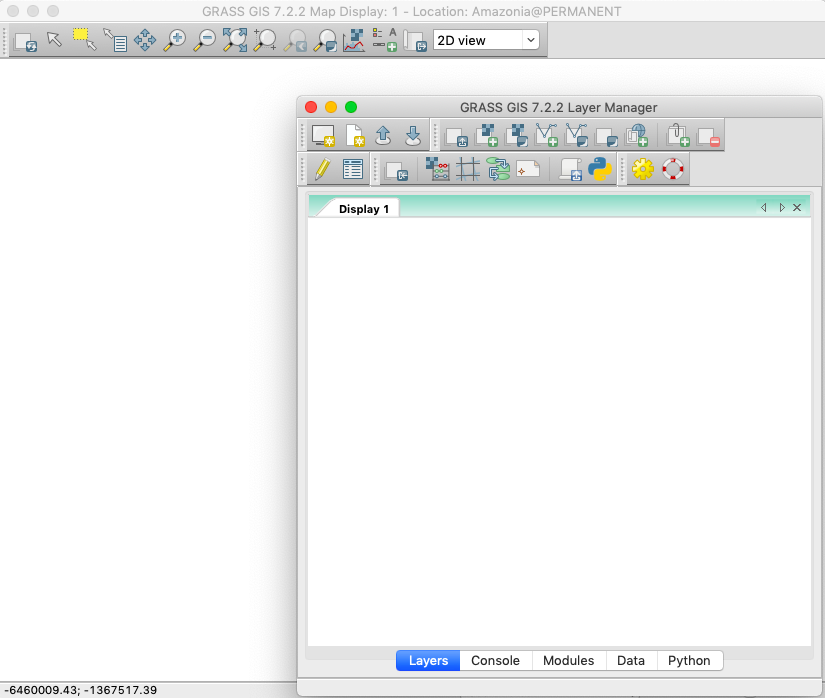 GRASS GIS 7.2.2 Map Display: 1 - Location: Amazonia@PERMANENT
A
2D view
GRASS GIS 7.2.2 Layer Manager
Display 1
Layers Console Modules Data Python
-6460009.43; -1367517.39